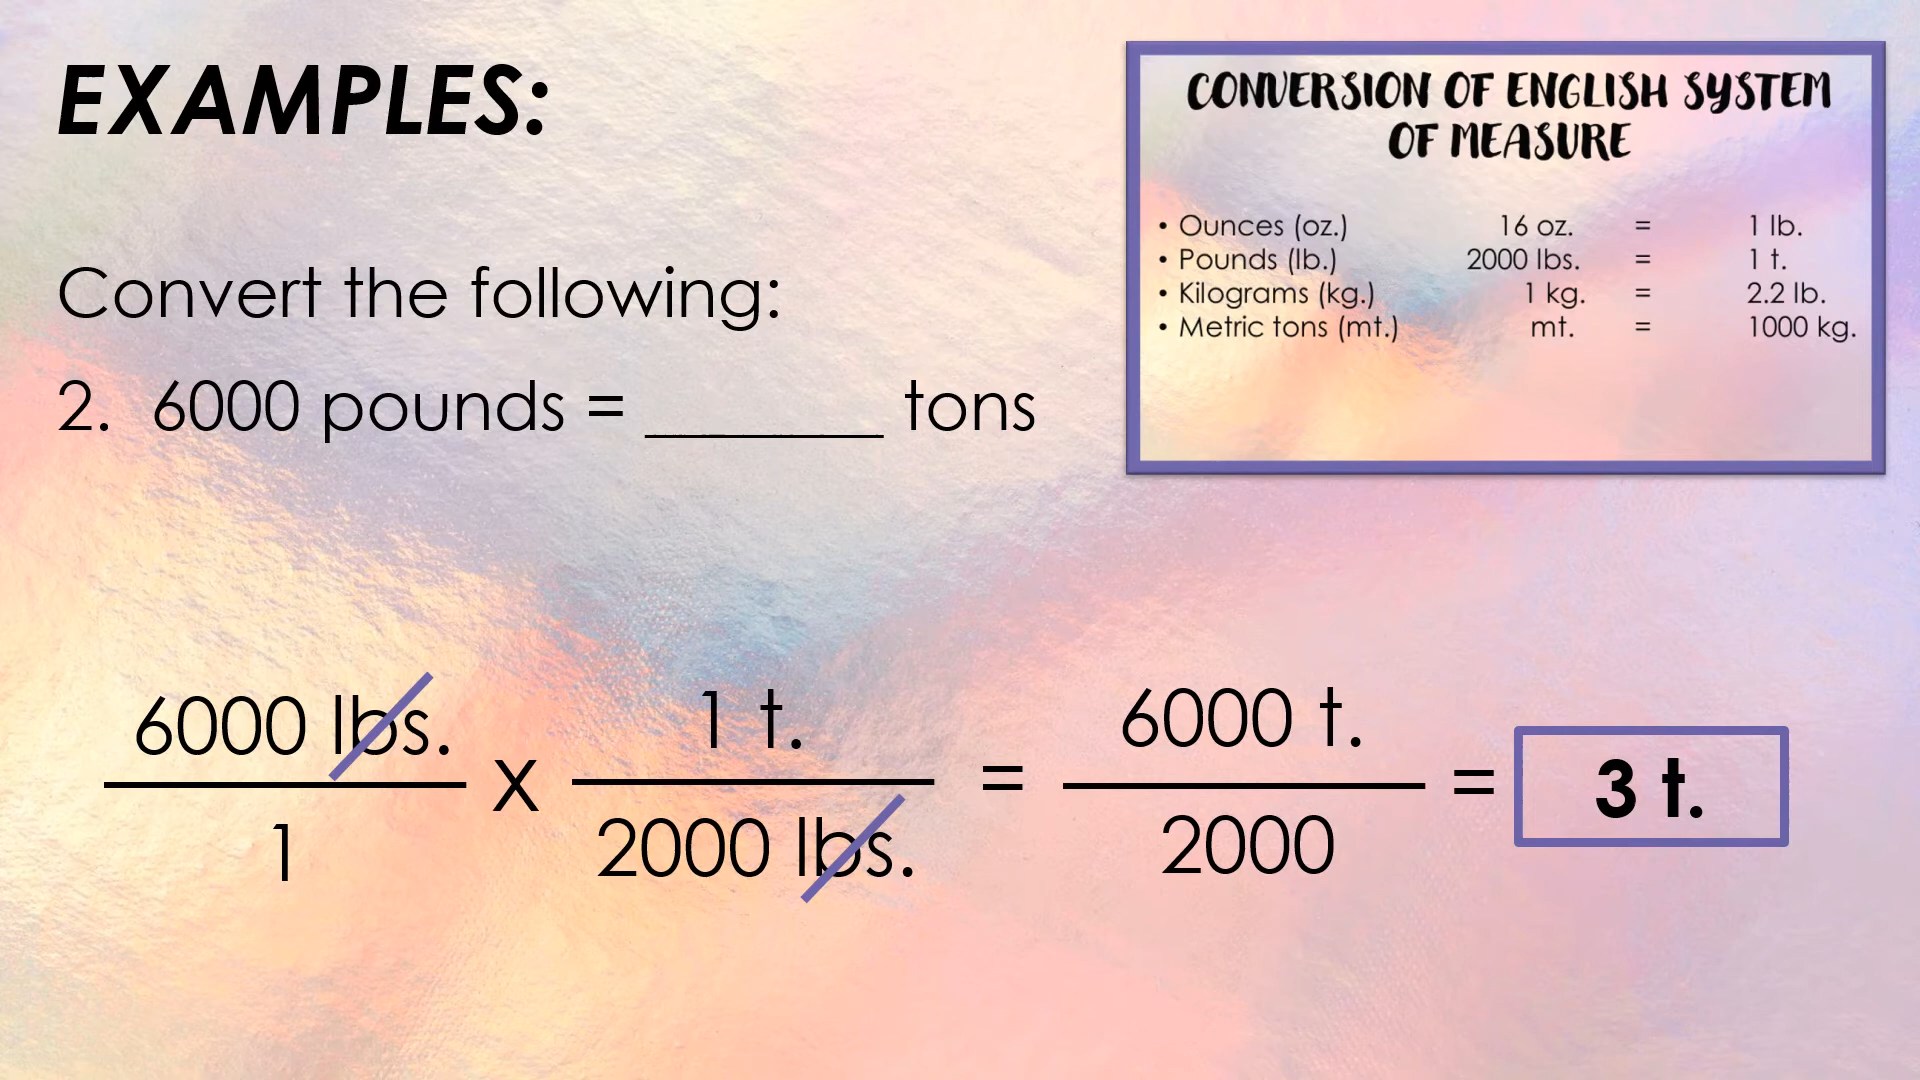 EXAMPLES:
Convert the following:
2. 6000 pounds = _______ tons
CONVERSION OF ENGLISH SYSTEM
OF MEASURE
• Ounces (oz.) 16 oz. = 1 lb.
• Pounds (lb.) 2000 lbs. = 1 t.
• Kilograms (kg.) 1 kg. = 2.2 lb.
• Metric tons (mt.) mt. = 1000 kg.
6000 lbs. 1 t. 6000 t.
x = = 3 t.
1 2000 lbs. 2000